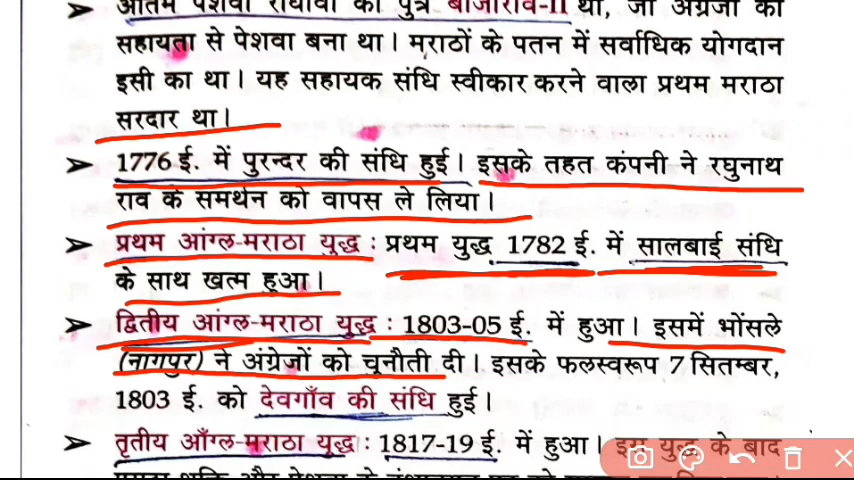 ➤ अंतिम पेशवा राघोवा का पुत्र बाजीराव-II था, जो अंग्रेजों की
सहायता से पेशवा बना था। मराठों के पतन में सर्वाधिक योगदान
इसी का था। यह सहायक संधि स्वीकार करने वाला प्रथम मराठा
सरदार था।
➤ 1776 ई. में पुरन्दर की संधि हुई। इसके तहत कंपनी ने रघुनाथ
राव के समर्थन को वापस ले लिया।
➤ प्रथम आंग्ल-मराठा युद्ध : प्रथम युद्ध 1782 ई. में सालबाई संधि
के साथ खत्म हुआ।
➤ द्वितीय आंग्ल-मराठा युद्ध : 1803-05 ई. में हुआ। इसमें भोंसले
(नागपुर) ने अंग्रेजों को चुनौती दी। इसके फलस्वरूप 7 सितम्बर,
1803 ई. को देवगाँव की संधि हुई।
➤ तृतीय आँग्ल-मराठा युद्ध : 1817-19 ई. में हुआ। इस युद्ध के बाद